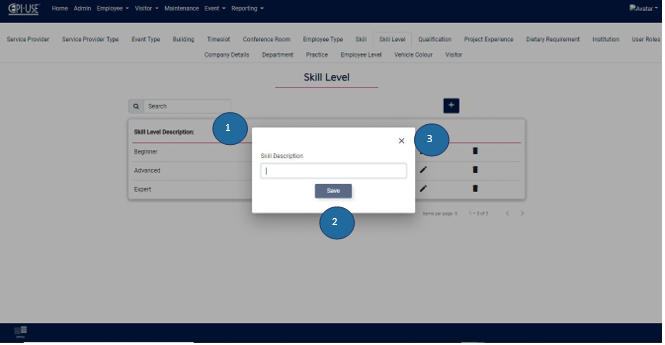 EPI-USE Home Admin Employee Visitor Maintenance Event Reporting Avatar
Service Provider Service Provider Type Event Type Building Timeslot Conference Room Employee Type Skill Skill Level Qualification Project Experience Dietary Requirement Institution User Roles
Company Details Department Practice Employee Level Vehicle Colour Visitor
Skill Level
Search +
1
3
Skill Level Description:
Beginner
Skill Description
Advanced
Expert
Save
Items per page: 5 1 – 3 of 3
2